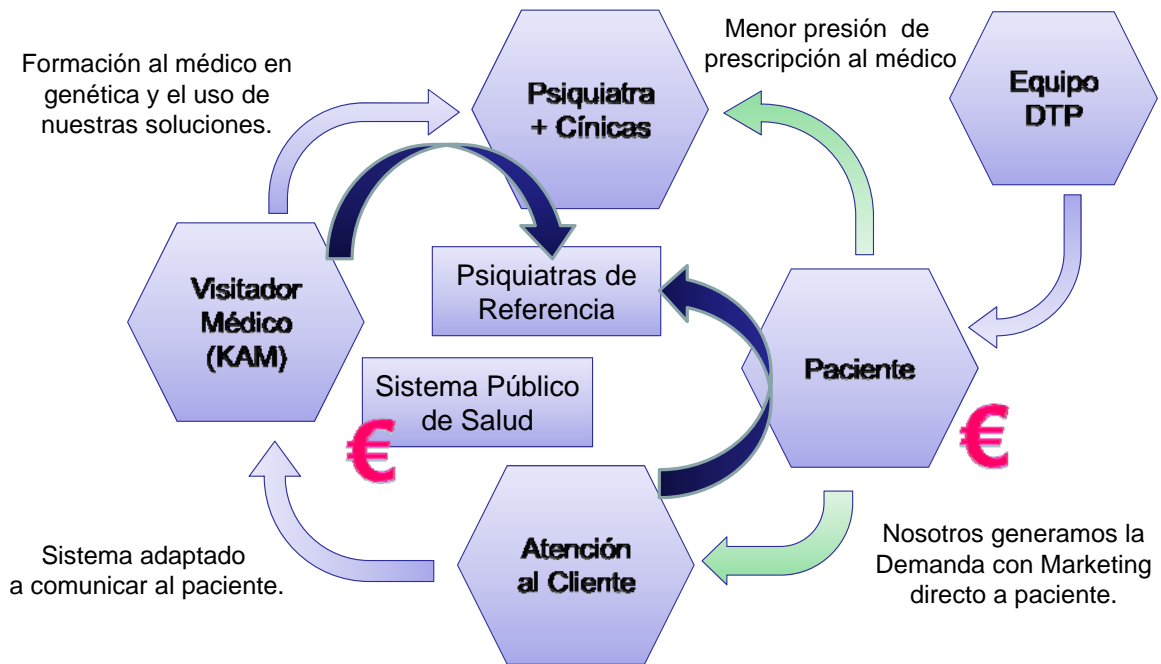 Formación al médico en
genética y el uso de
nuestras soluciones.
Psiquiatra
+ Cínicas
Menor presión de
prescripción al médico
Equipo
DTP
Visitador
Médico
(KAM)
Psiquiatras de
Referencia
Paciente
Sistema Público
de Salud
€
€
Atención
al Cliente
Sistema adaptado
a comunicar al paciente.
Nosotros generamos la
Demanda con Marketing
directo a paciente.